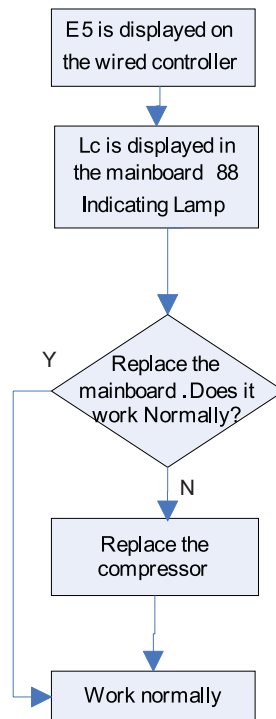 E5 is displayed on
the wired controller
Lc is displayed in
the mainboard 88
Indicating Lamp
Y
Replace the
mainboard .Does it
work Normally?
N
Replace the
compressor
Work normally